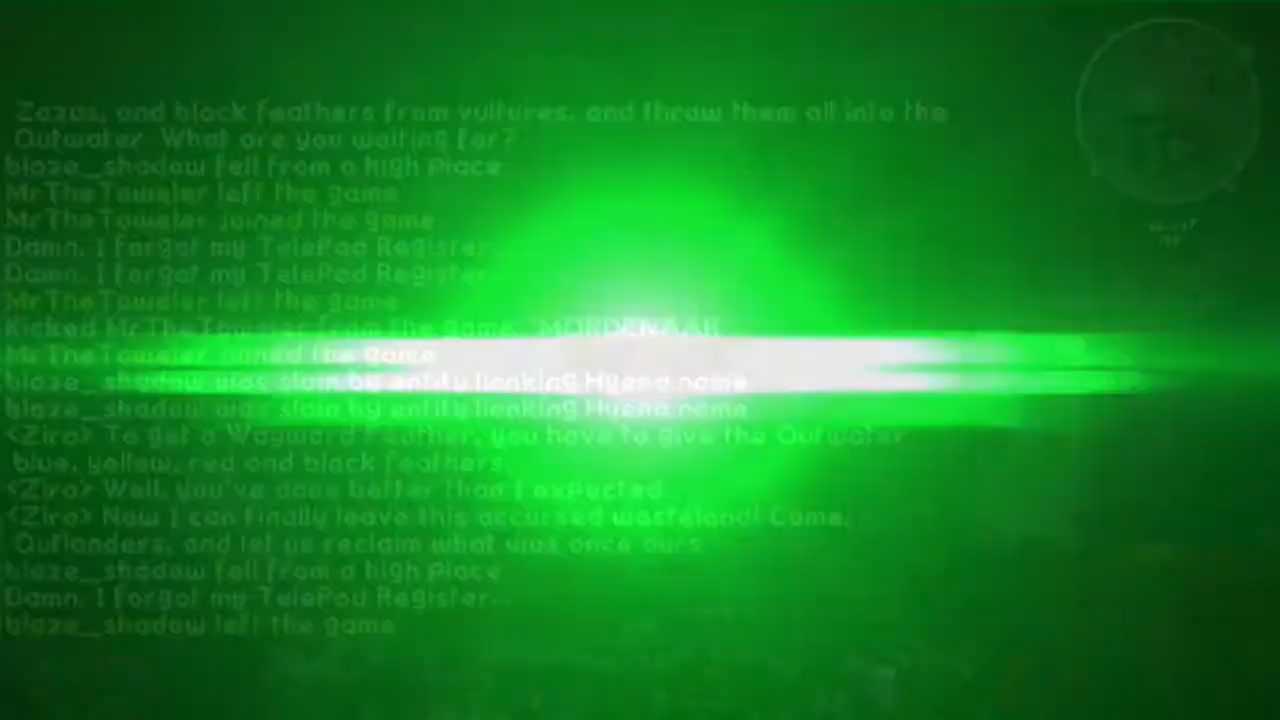 Zazus, and black feathers from vultures, and throw them all into the
Outwater. What are you waiting for?
blaze_shadow fell from a high place
MrTheToweler left the game
MrTheToweler joined the game
Damn, I forgot my TelePad Register--
Damn, I forgot my TelePad Register--
MrTheToweler left the game
Kicked MrTheToweler from the game.
MrTheToweler joined the game
blaze_shadow was slain by entity.lionking Hyena name
blaze_shadow was slain by entity.lionking Hyena name
<Zira> To get a Wayward Feather, you have to give the Outwater
blue, yellow, red and black feathers.
<Zira> Well, you've done better than I expected.
<Zira> Now I can finally leave this accursed wasteland! Come,
Outlanders, and let us reclaim what was once ours
blaze_shadow fell from a high place
Damn, I forgot my TelePad Register--
blaze_shadow left the game